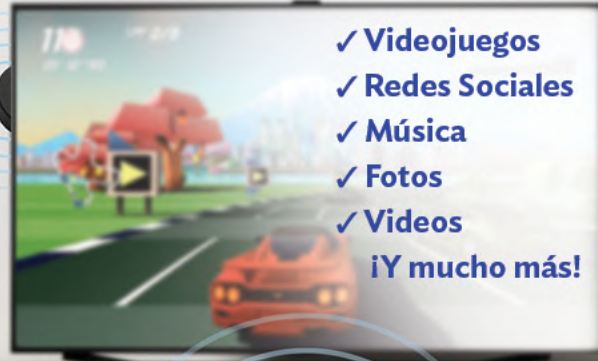 ✓ Videojuegos
✓ Redes Sociales
✓ Música
✓ Fotos
✓ Videos
¡Y mucho más!